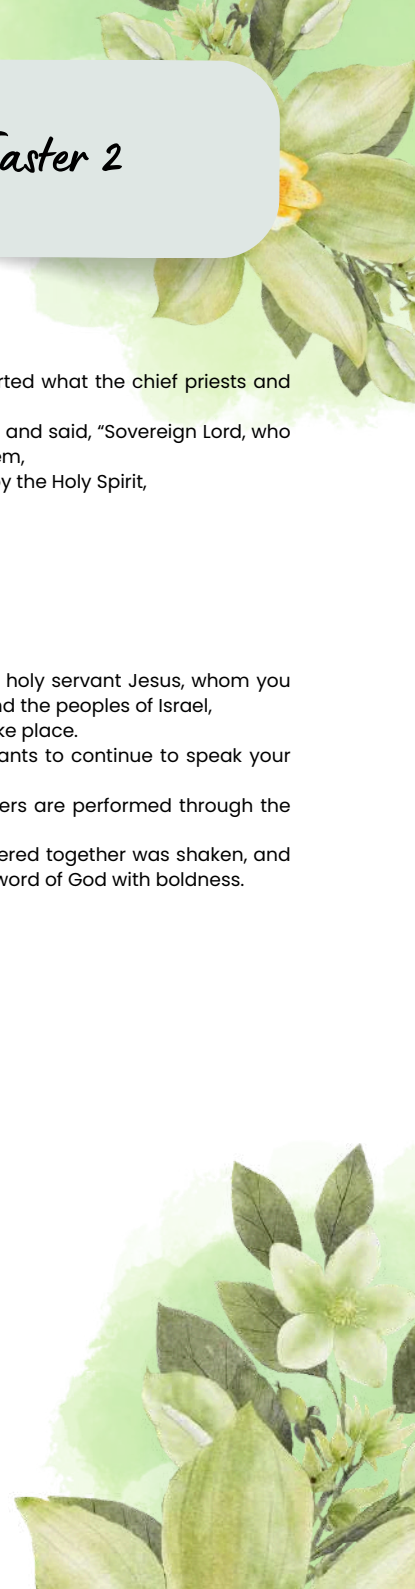 Easter 2
rted what the chief priests and
and said, “Sovereign Lord, who
em,
y the Holy Spirit,
holy servant Jesus, whom you
nd the peoples of Israel,
ke place.
ants to continue to speak your
ers are performed through the
ered together was shaken, and
word of God with boldness.